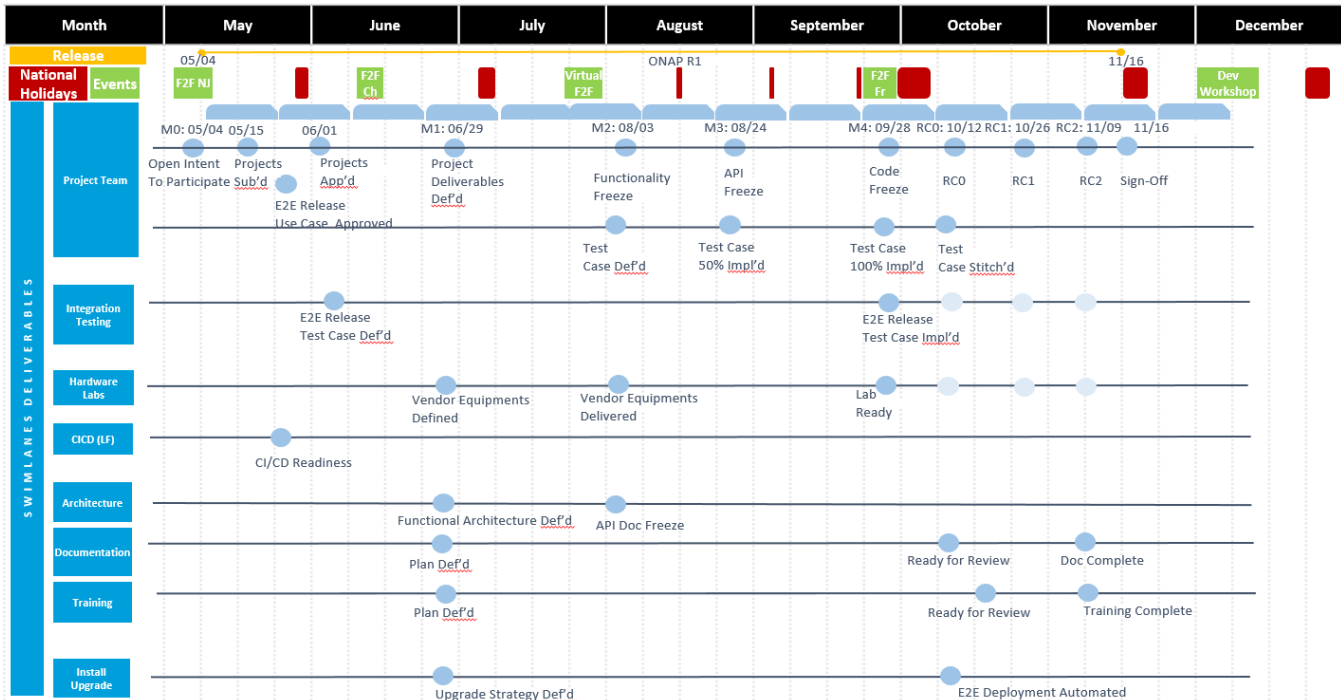 Month May June July August September October November December
Release
05/04 ONAP R1 11/16
National
Holidays
Events
F2F NJ
F2F
Ch
Virtual
F2F
F2F
Fr
Dev
Workshop
SWIMLANES DELIVERABLES
Project Team
M0: 05/04 05/15 06/01 M1: 06/29 M2: 08/03 M3: 08/24 M4: 09/28 RC0: 10/12 RC1: 10/26 RC2: 11/09 11/16
Open Intent
To Participate
Projects
Sub'd
Projects
App'd
E2E Release
Use Case Approved
Project
Deliverables
Def'd
Functionality
Freeze
API
Freeze
Code
Freeze
RC0
RC1
RC2
Sign-Off
Test
Case Def'd
Test Case
50% Impl'd
Test Case
100% Impl'd
Test
Case Stitch'd
Integration
Testing
E2E Release
Test Case Def'd
E2E Release
Test Case Impl'd
Hardware
Labs
Vendor Equipments
Defined
Vendor Equipments
Delivered
Lab
Ready
CICD (LF)
CI/CD Readiness
Architecture
Functional Architecture Def'd
API Doc Freeze
Documentation
Plan Def'd
Ready for Review
Doc Complete
Training
Plan Def'd
Ready for Review
Training Complete
Install
Upgrade
Upgrade Strategy Def'd
E2E Deployment Automated